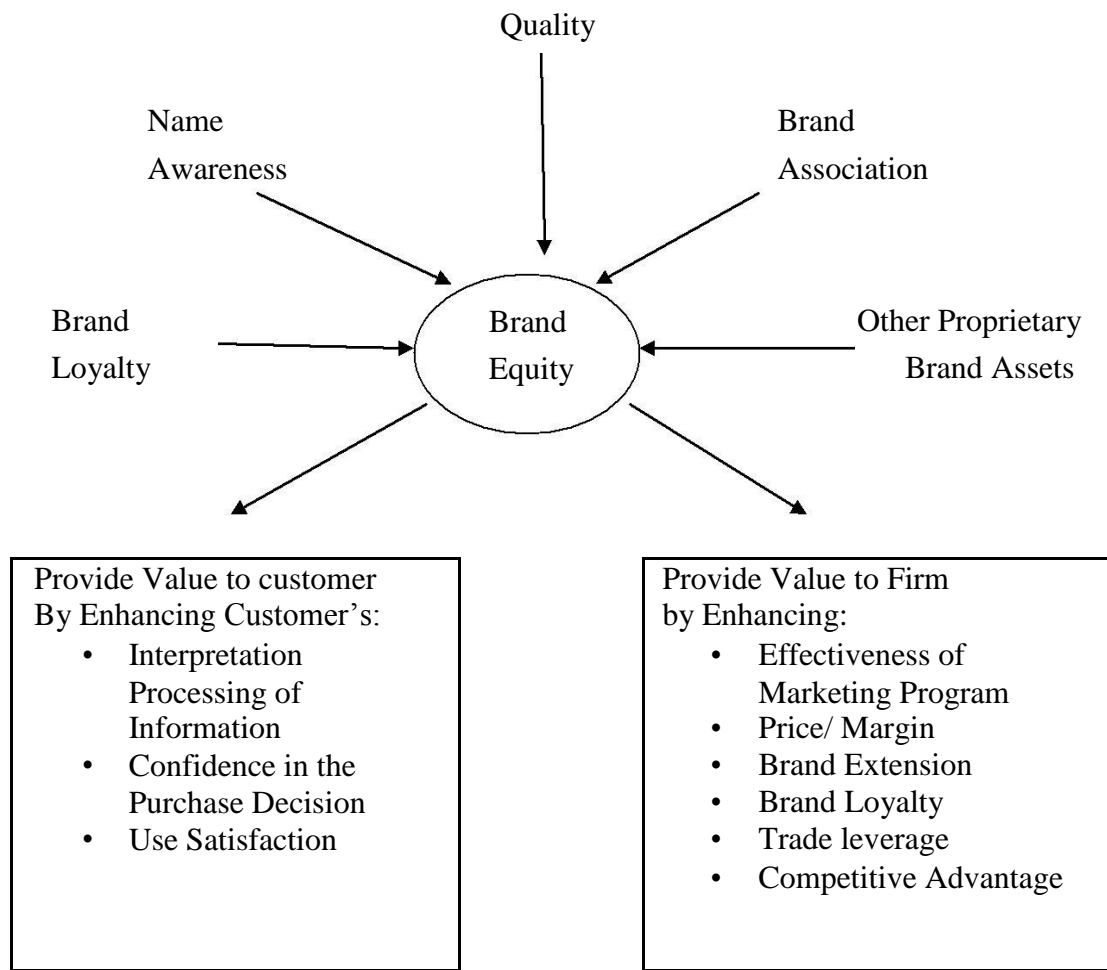 Quality
Name
Awareness
Brand
Association
Brand
Loyalty
Brand
Equity
Other Proprietary
Brand Assets
Provide Value to customer
By Enhancing Customer’s:
• Interpretation
Processing of
Information
• Confidence in the
Purchase Decision
• Use Satisfaction
Provide Value to Firm
by Enhancing:
• Effectiveness of
Marketing Program
• Price/ Margin
• Brand Extension
• Brand Loyalty
• Trade leverage
• Competitive Advantage